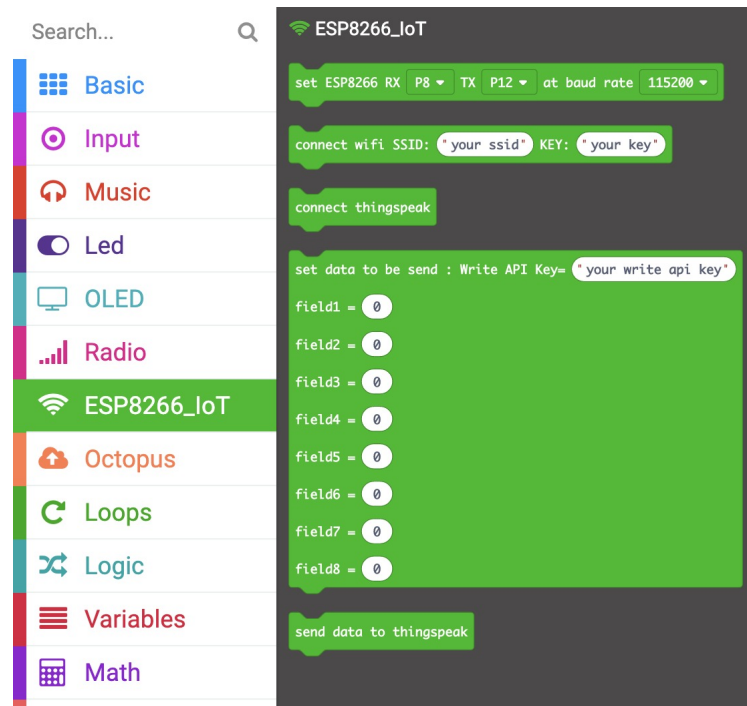 Search...
Basic
Input
Music
Led
OLED
Radio
ESP8266_IoT
Octopus
Loops
Logic
Variables
Math
ESP8266_IoT
set ESP8266 RX P8 TX P12 at baud rate 115200
connect wifi SSID: "your ssid" KEY: "your key"
connect thingspeak
set data to be send : Write API Key= "your write api key"
field1 = 0
field2 = 0
field3 = 0
field4 = 0
field5 = 0
field6 = 0
field7 = 0
field8 = 0
send data to thingspeak